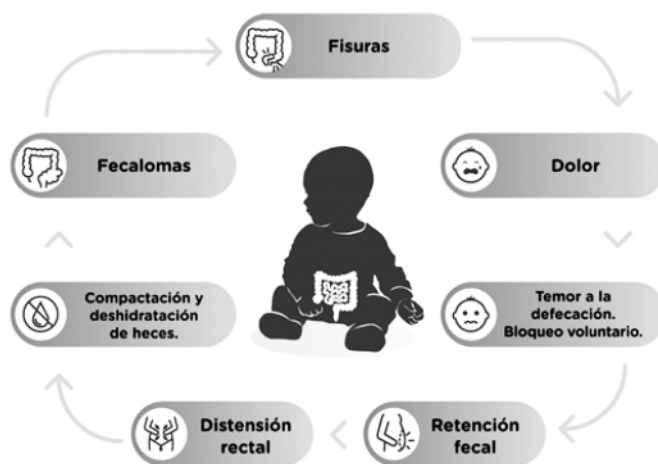 Fisuras
Dolor
Temor a la
defecación.
Bloqueo voluntario.
Retención
fecal
Distensión
rectal
Compactación y
deshidratación
de heces.
Fecalomas